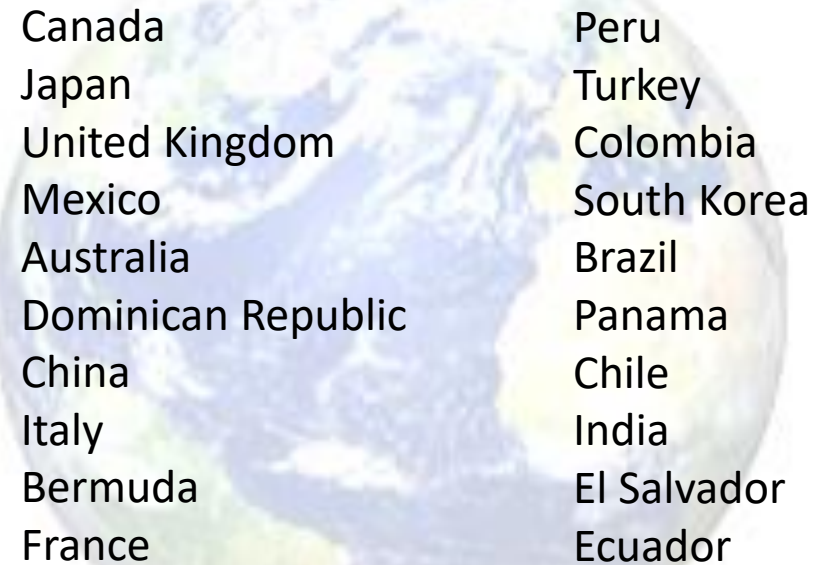 Canada
Japan
United Kingdom
Mexico
Australia
Dominican Republic
China
Italy
Bermuda
France
Peru
Turkey
Colombia
South Korea
Brazil
Panama
Chile
India
El Salvador
Ecuador